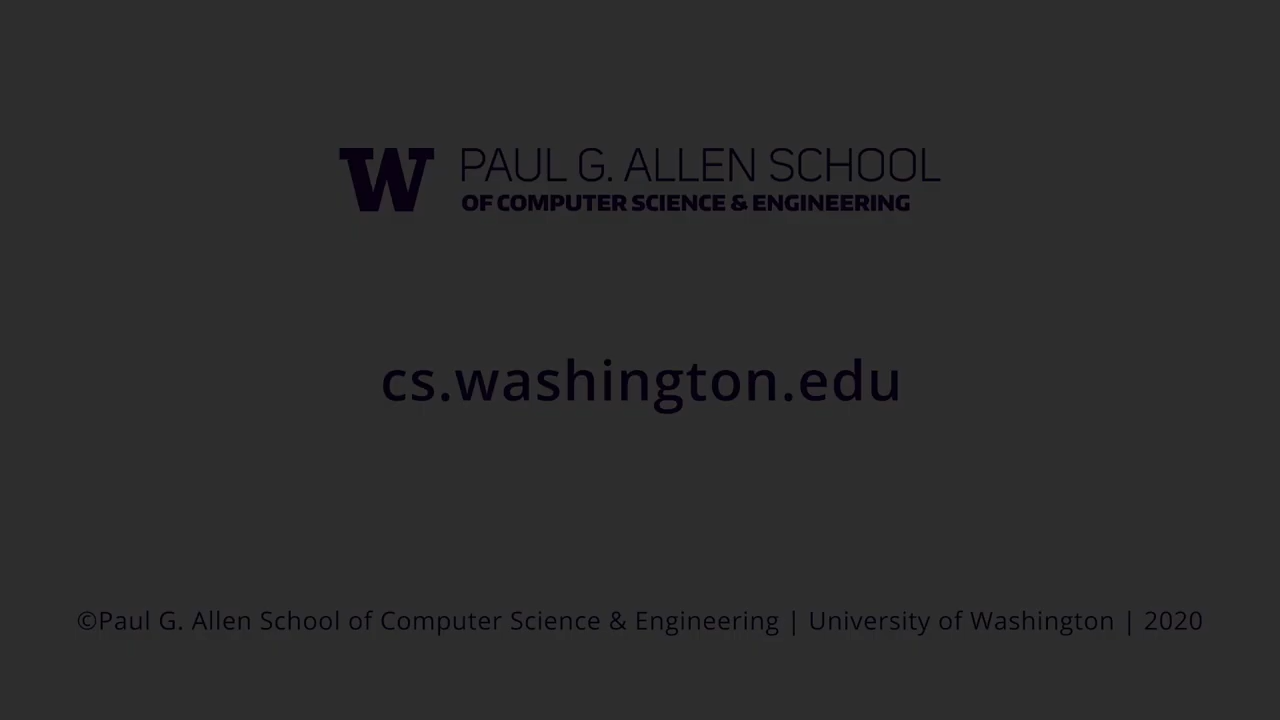 W PAUL G. ALLEN SCHOOL
OF COMPUTER SCIENCE & ENGINEERING
cs.washington.edu
©Paul G. Allen School of Computer Science & Engineering | University of Washington | 2020